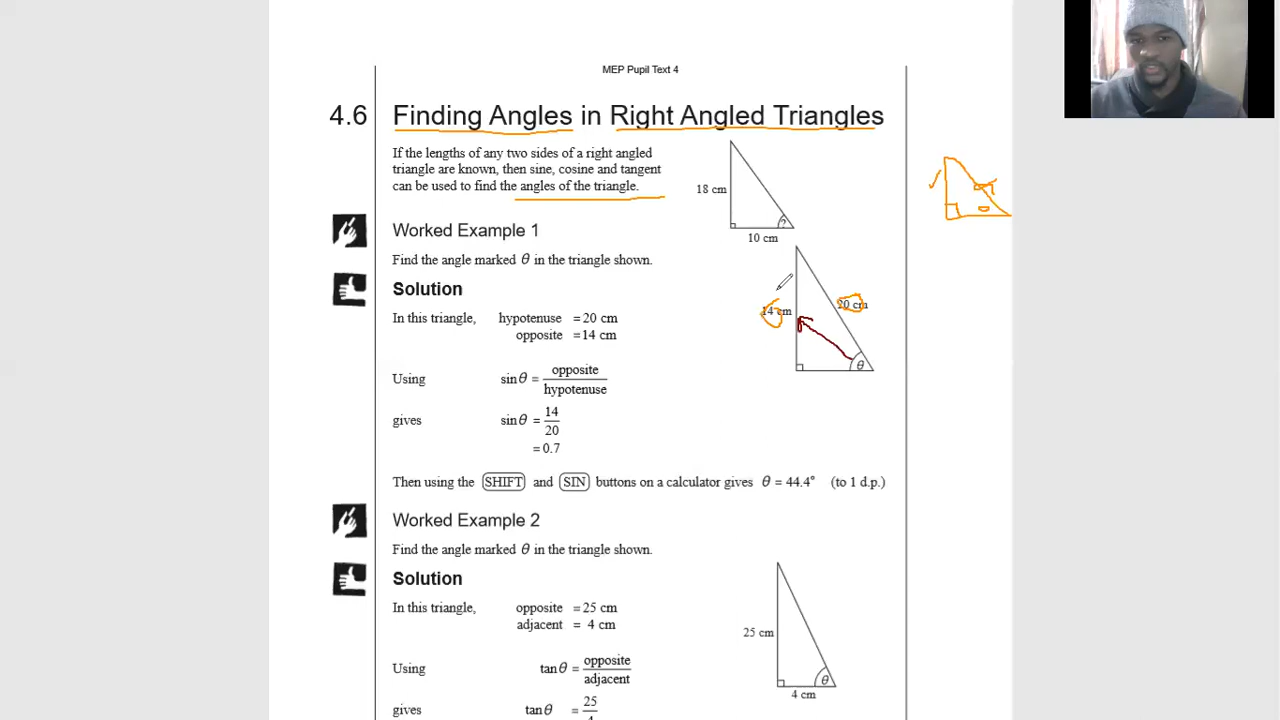 MEP Pupil Text 4
4.6 Finding Angles in Right Angled Triangles
If the lengths of any two sides of a right angled
triangle are known, then sine, cosine and tangent
can be used to find the angles of the triangle.
18 cm
?
10 cm
Worked Example 1
Find the angle marked θ in the triangle shown.
Solution
14 cm
20 cm
θ
In this triangle, hypotenuse = 20 cm
opposite = 14 cm
Using sin θ = opposite
hypotenuse
gives sin θ = 14
20
= 0.7
Then using the SHIFT and SIN buttons on a calculator gives θ = 44.4° (to 1 d.p.)
Worked Example 2
Find the angle marked θ in the triangle shown.
Solution
In this triangle, opposite = 25 cm
adjacent = 4 cm
25 cm
θ
4 cm
Using tan θ = opposite
adjacent
gives tan θ = 25
4